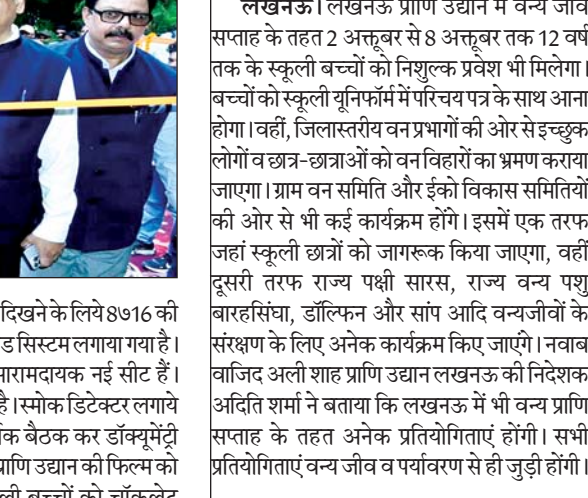 दिखने के लिये 8७16 की
ड सिस्टम लगाया गया है।
आरामदायक नई सीट हैं।
है। स्मोक डिटेक्टर लगाये
क बैठक कर डॉक्यूमेंट्री
प्राणि उद्यान की फिल्म को
ली बच्चों को चॉकलेट
लखनऊ। लखनऊ प्राणि उद्यान में वन्य जीव
सप्ताह के तहत 2 अक्तूबर से 8 अक्तूबर तक 12 वर्ष
तक के स्कूली बच्चों को निशुल्क प्रवेश भी मिलेगा।
बच्चों को स्कूली यूनिफॉर्म में परिचय पत्र के साथ आना
होगा। वहीं, जिलास्तरीय वन प्रभागों की ओर से इच्छुक
लोगों व छात्र-छात्राओं को वन विहारों का भ्रमण कराया
जाएगा। ग्राम वन समिति और ईको विकास समितियों
की ओर से भी कई कार्यक्रम होंगे। इसमें एक तरफ
जहां स्कूली छात्रों को जागरूक किया जाएगा, वहीं
दूसरी तरफ राज्य पक्षी सारस, राज्य वन्य पशु
बारहसिंघा, डॉल्फिन और सांप आदि वन्यजीवों के
संरक्षण के लिए अनेक कार्यक्रम किए जाएंगे। नवाब
वाजिद अली शाह प्राणि उद्यान लखनऊ की निदेशक
अदिति शर्मा ने बताया कि लखनऊ में भी वन्य प्राणि
सप्ताह के तहत अनेक प्रतियोगिताएं होंगी। सभी
प्रतियोगिताएं वन्य जीव व पर्यावरण से ही जुड़ी होंगी।